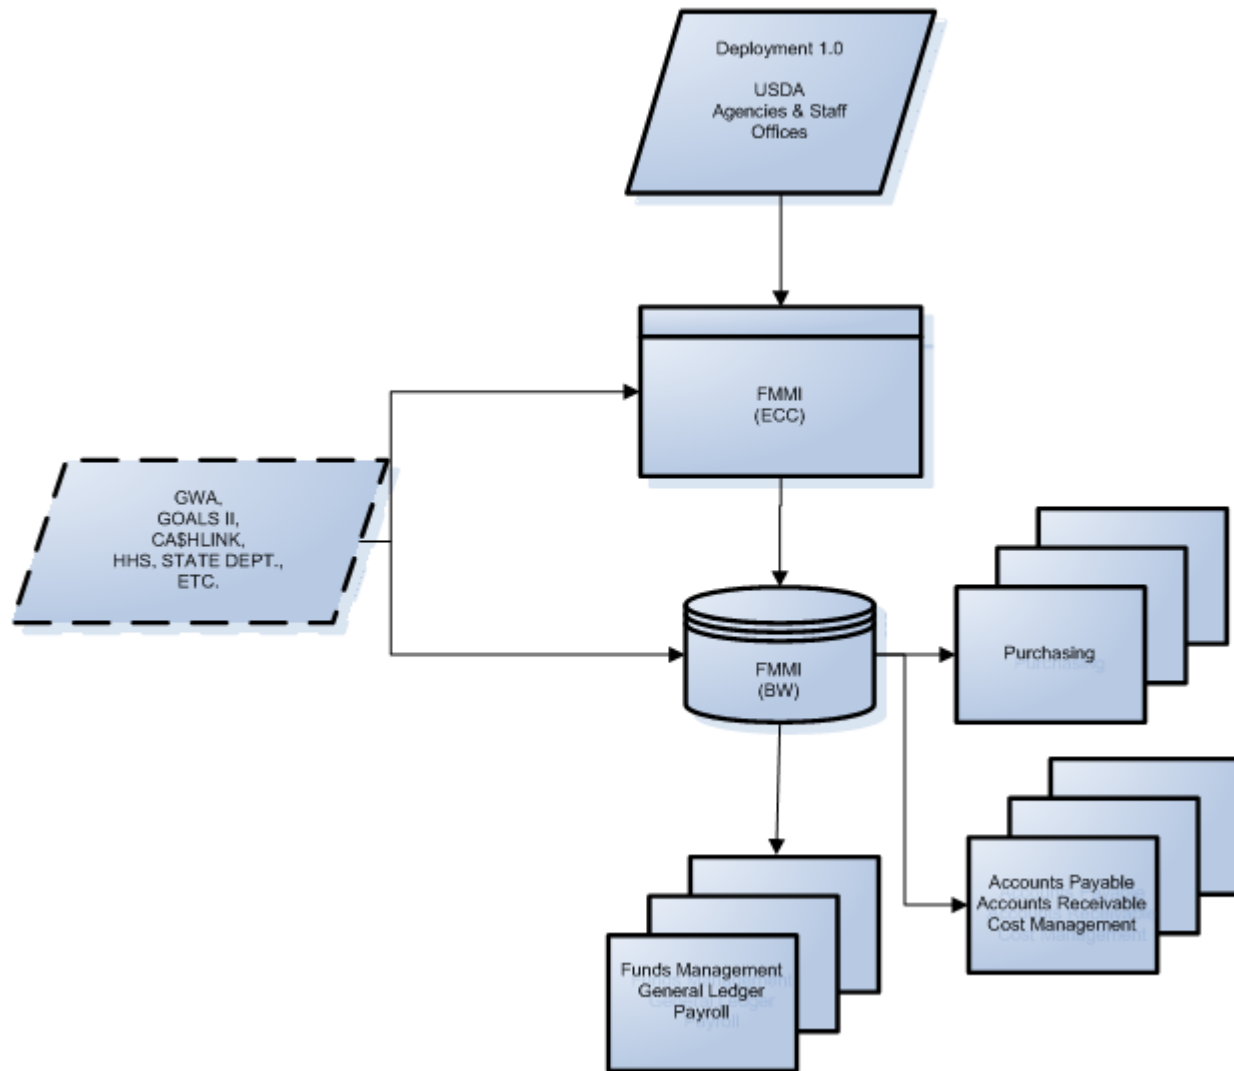 Deployment 1.0
USDA
Agencies & Staff
Offices
FMMI
(ECC)
GWA,
GOALS II,
CA$HLINK,
HHS, STATE DEPT.,
ETC.
FMMI
(BW)
Purchasing
Accounts Payable
Accounts Receivable
Cost Management
Funds Management
General Ledger
Payroll